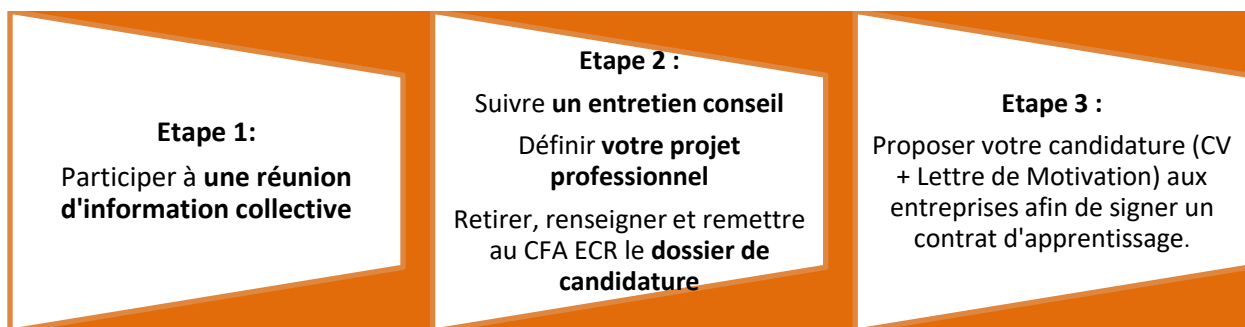 Etape 1:
Participer à une réunion
d'information collective
Etape 2 :
Suivre un entretien conseil
Définir votre projet
professionnel
Retirer, renseigner et remettre
au CFA ECR le dossier de
candidature
Etape 3 :
Proposer votre candidature (CV
+ Lettre de Motivation) aux
entreprises afin de signer un
contrat d'apprentissage.